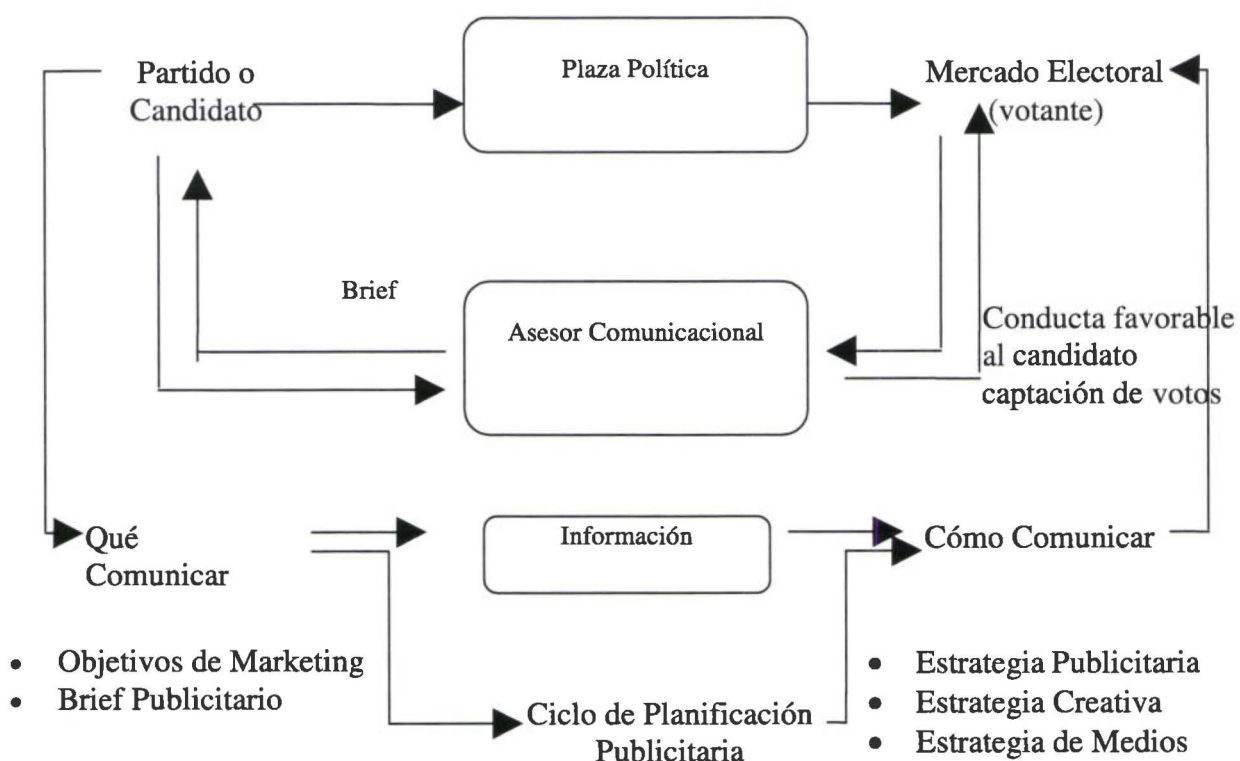 Plaza Política
Partido o
Candidato
Mercado Electoral
(votante)
Brief
Asesor Comunicacional
Conducta favorable
al candidato
captación de votos
Qué
Comunicar
Información
Cómo Comunicar
• Objetivos de Marketing
• Brief Publicitario
Ciclo de Planificación
Publicitaria
• Estrategia Publicitaria
• Estrategia Creativa
• Estrategia de Medios